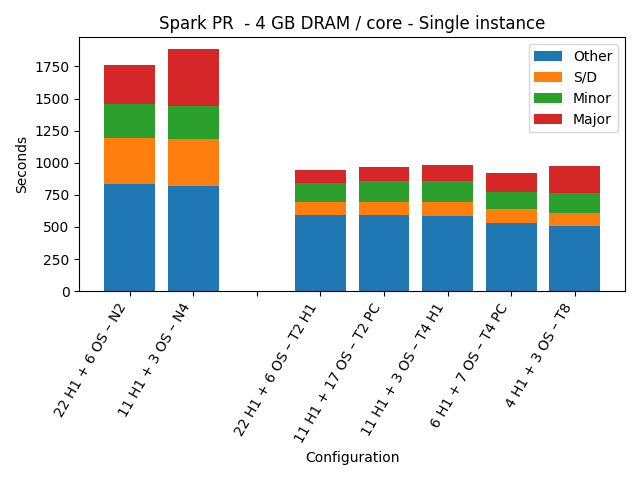 Spark PR  - 4 GB DRAM / core - Single instance
Other
S/D
Minor
Major
Seconds
1750
1500
1250
1000
750
500
250
0
22 H1 + 6 OS – N2
11 H1 + 3 OS – N4
22 H1 + 6 OS – T2 H1
11 H1 + 17 OS – T2 PC
11 H1 + 3 OS – T4 H1
6 H1 + 7 OS – T4 PC
4 H1 + 3 OS – T8
Configuration